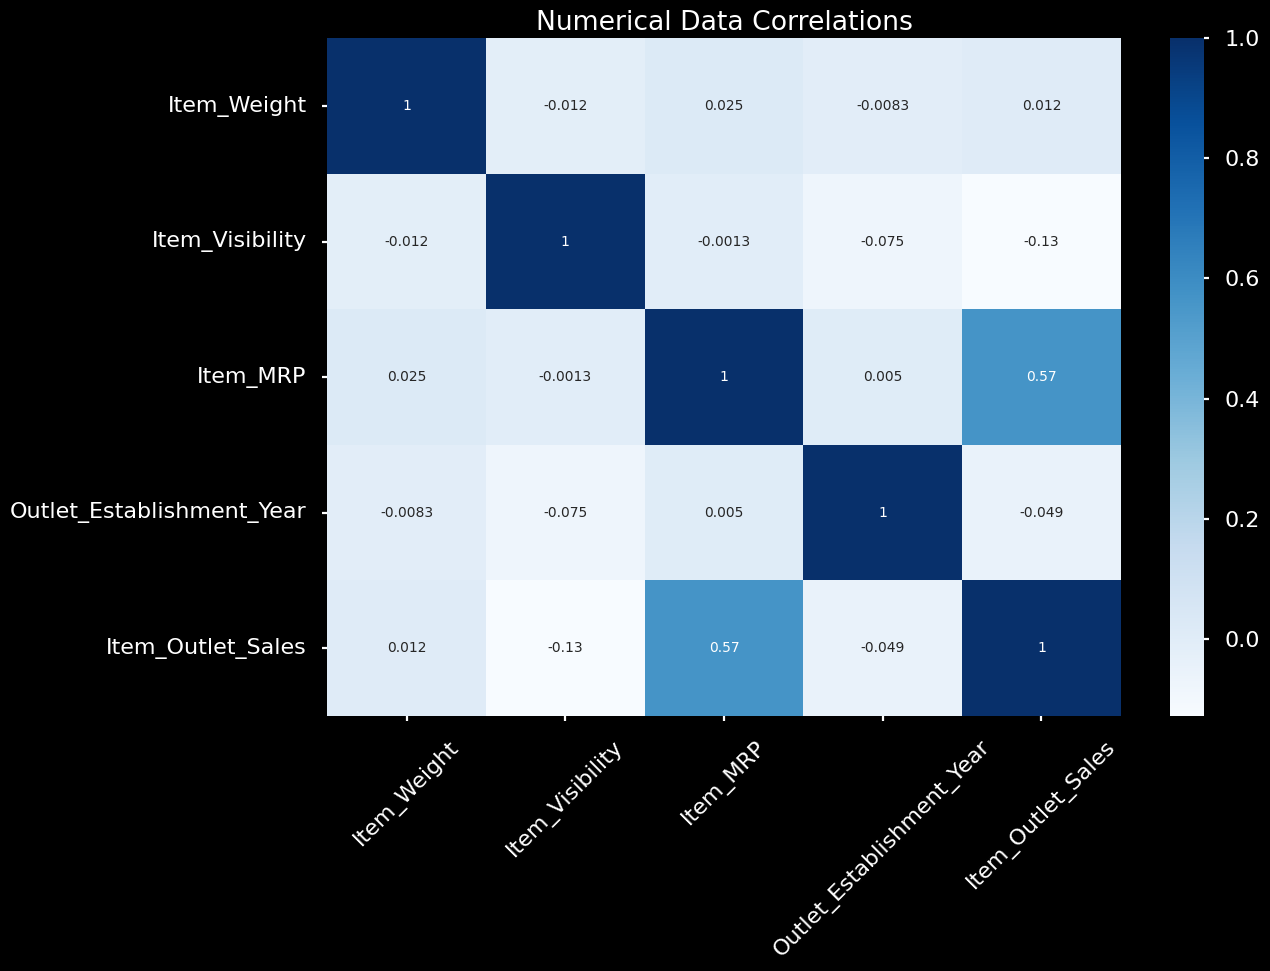 Numerical Data Correlations
Item_Weight
1 -0.012 0.025 -0.0083 0.012
Item_Visibility
-0.012 1 -0.0013 -0.075 -0.13
Item_MRP
0.025 -0.0013 1 0.005 0.57
Outlet_Establishment_Year
-0.0083 -0.075 0.005 1 -0.049
Item_Outlet_Sales
0.012 -0.13 0.57 -0.049 1
Item_Weight
Item_Visibility
Item_MRP
Outlet_Establishment_Year
Item_Outlet_Sales
1.0
0.8
0.6
0.4
0.2
0.0